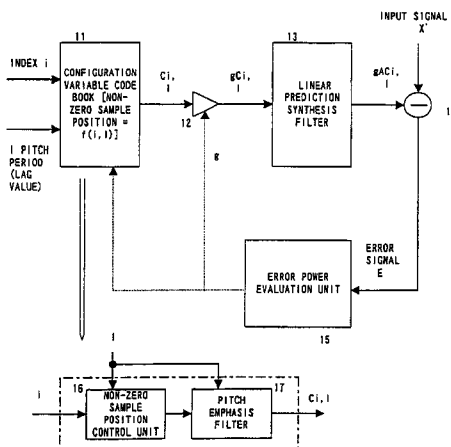 INPUT SIGNAL
X'
11
13
INDEX i
CONFIGURATION
VARIABLE CODE
BOOK [NON-
ZERO SAMPLE
POSITION =
f(i,l)]
Ci,
l
gCi,
l
LINEAR
PREDICTION
SYNTHESIS
FILTER
gACi,
l
12
l PITCH
PERIOD
(LAG
VALUE)
g
ERROR
SIGNAL
E
ERROR POWER
EVALUATION UNIT
15
l
16
17
i
NON-ZERO
SAMPLE
POSITION
CONTROL UNIT
PITCH
EMPHASIS
FILTER
Ci,l